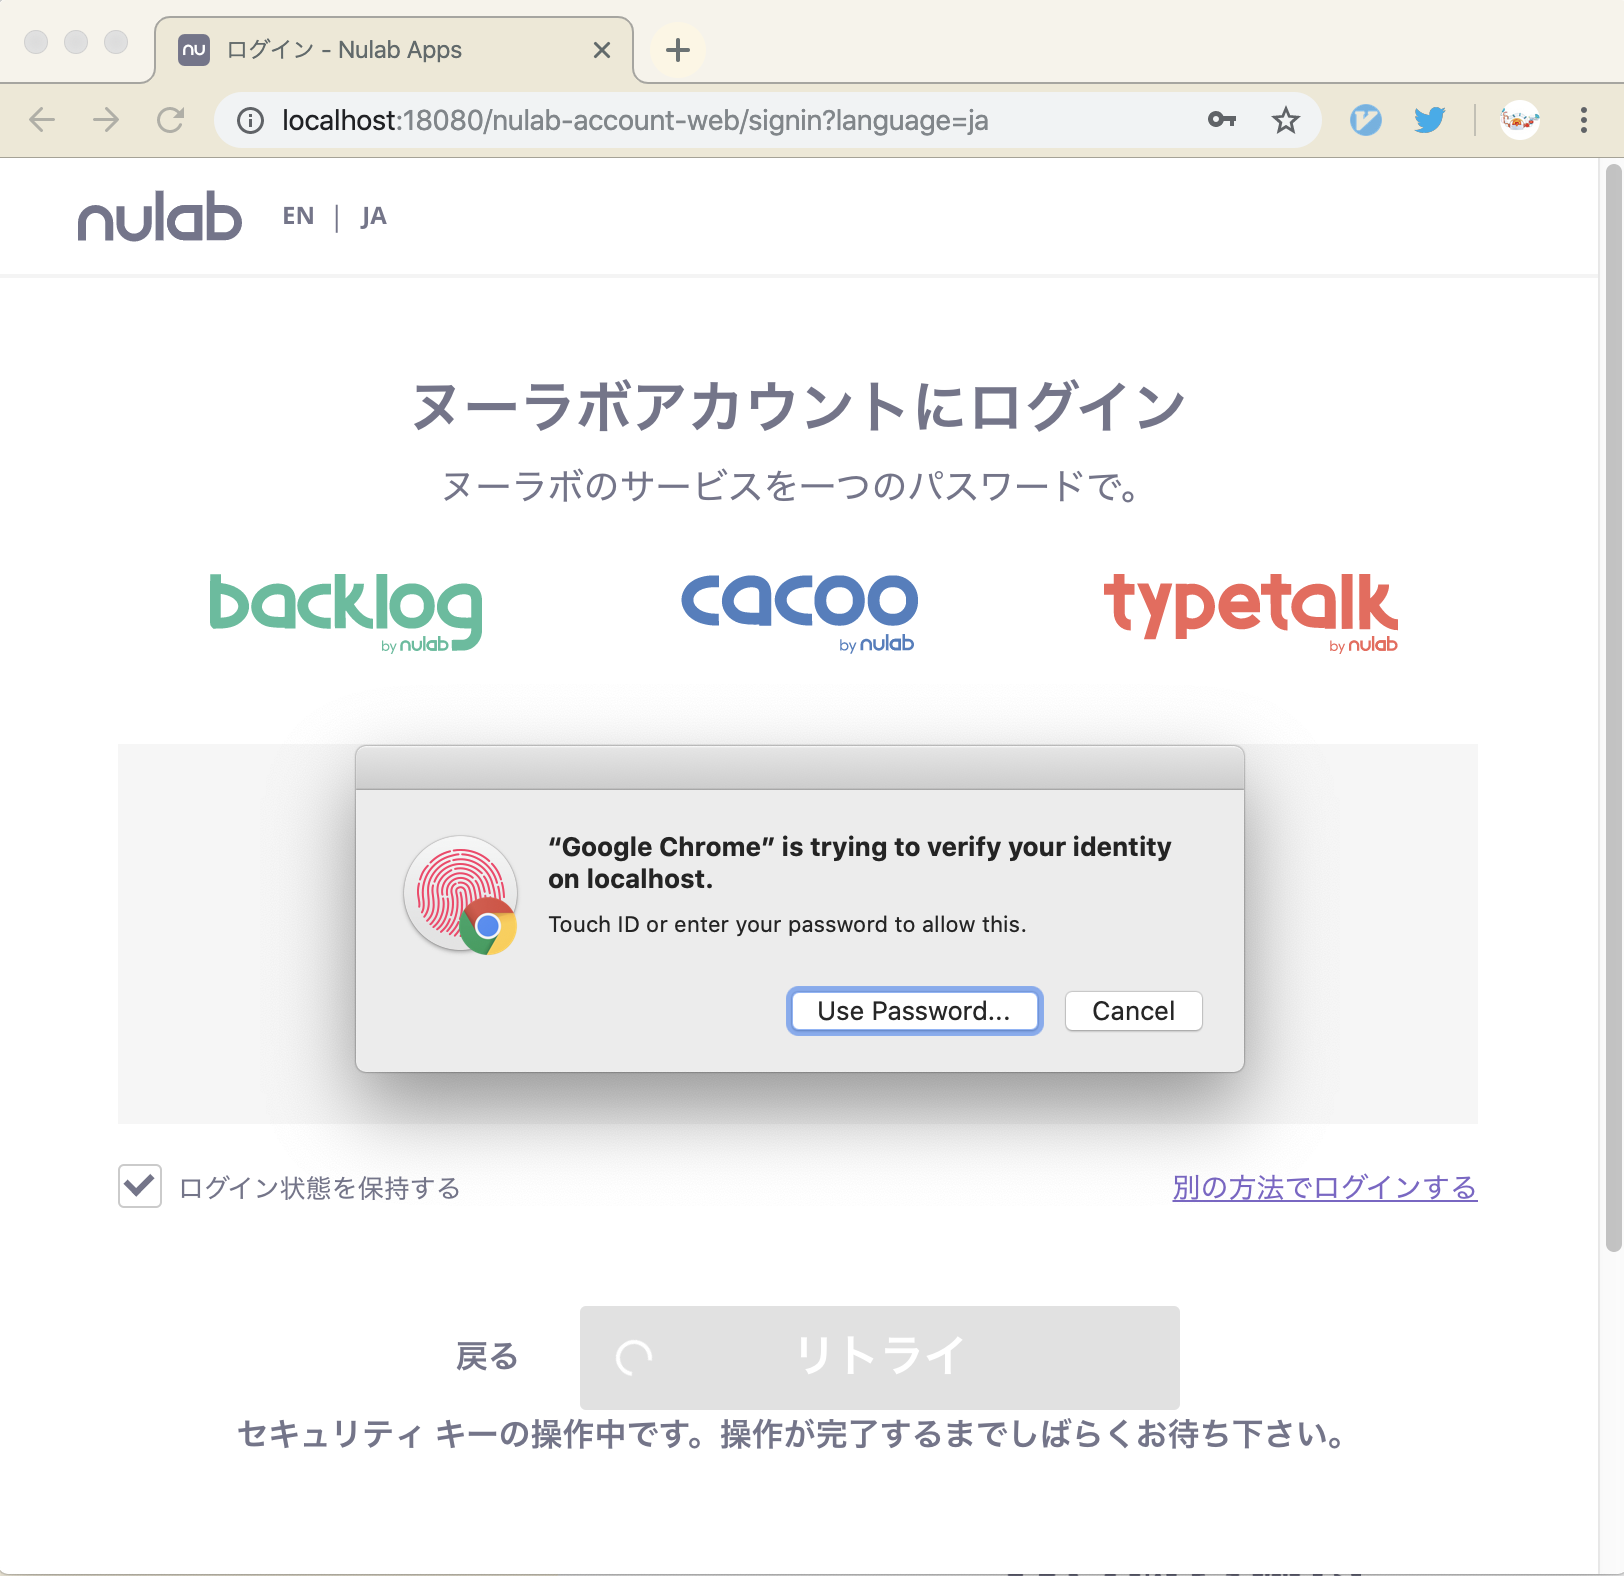 nu ログイン - Nulab Apps
localhost:18080/nulab-account-web/signin?language=ja
nulab EN | JA
ヌーラボアカウントにログイン
ヌーラボのサービスを一つのパスワードで。
backlog by nulab
cacoo by nulab
typetalk by nulab
“Google Chrome” is trying to verify your identity
on localhost.
Touch ID or enter your password to allow this.
Use Password... Cancel
ログイン状態を保持する 別の方法でログインする
戻る リトライ
セキュリティ キーの操作中です。操作が完了するまでしばらくお待ち下さい。